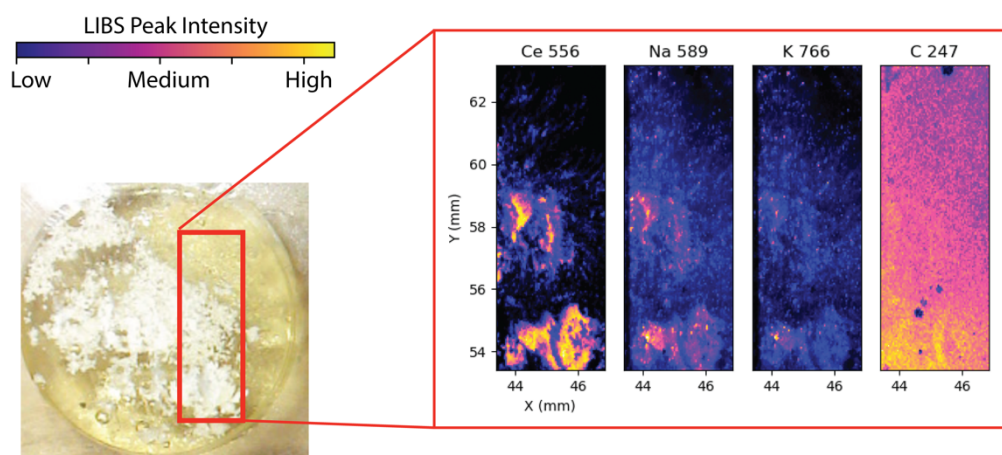 LIBS Peak Intensity
Low Medium High
Ce 556 Na 589 K 766 C 247
62
60
58
56
54
Y (mm)
44 46 44 46 44 46 44 46
X (mm)